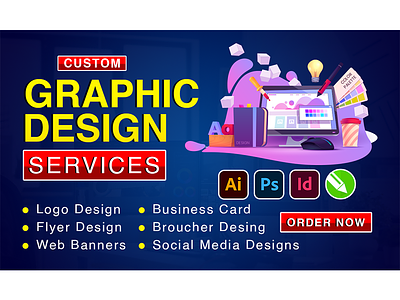 CUSTOM
GRAPHIC
DESIGN
SERVICES
Ai Ps Id
Logo Design
Business Card
Flyer Design
Broucher Desing
ORDER NOW
Web Banners
Social Media Designs